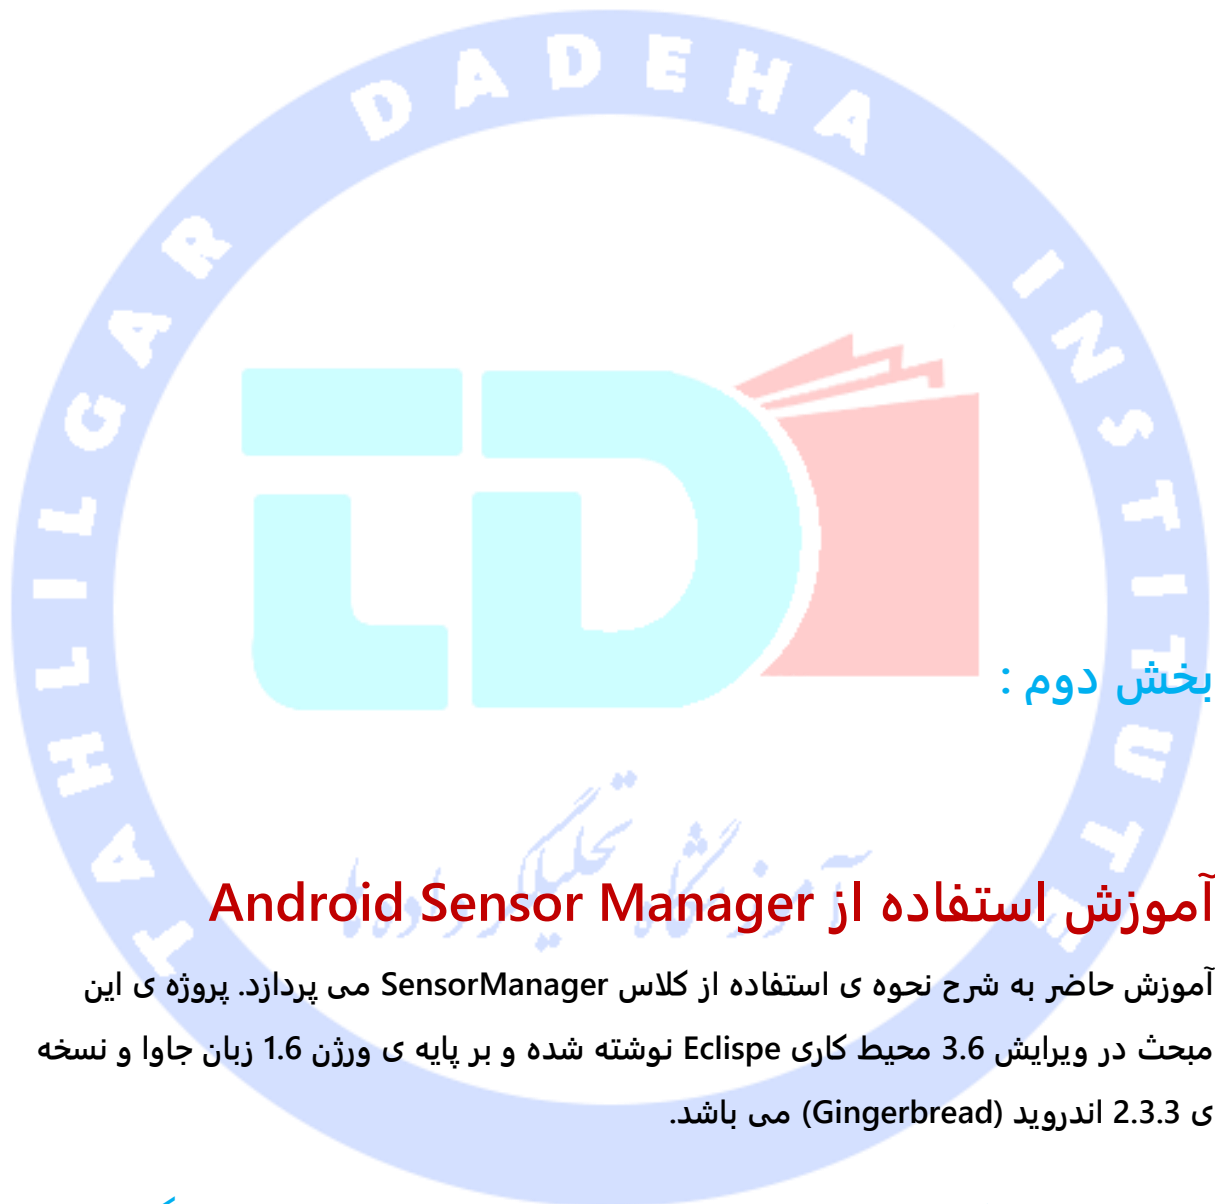 TAHLILGAR DADEHA INSTITUTE
TD
بخش دوم :
آموزشگاه تحلیلگر داده ها
آموزش استفاده از Android Sensor Manager
آموزش حاضر به شرح نحوه ی استفاده از کلاس SensorManager می پردازد. پروژه ی این
مبحث در ویرایش 3.6 محیط کاری Eclispe نوشته شده و بر پایه ی ورژن 1.6 زبان جاوا و نسخه
ی 2.3.3 اندروید (Gingerbread) می باشد.